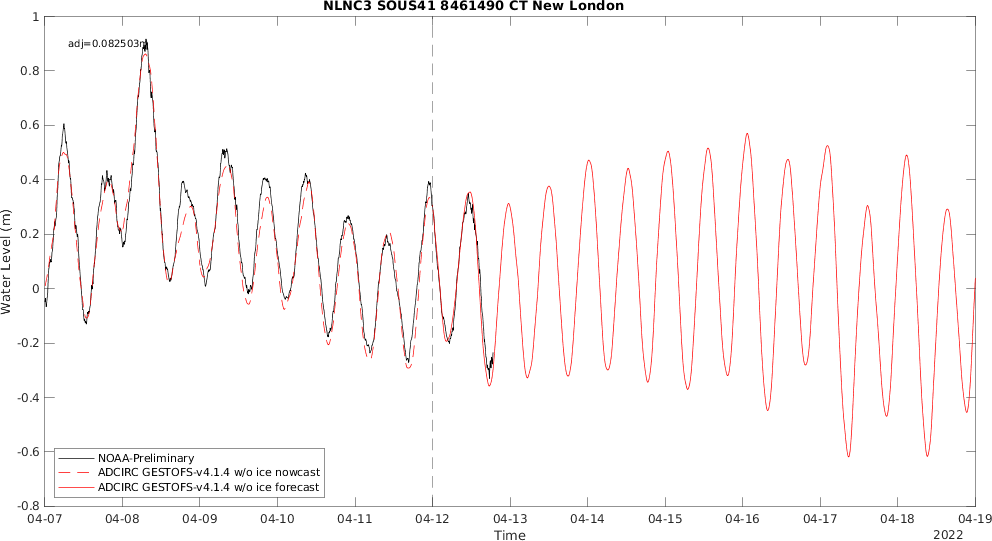 NLNC3 SOUS41 8461490 CT New London
adj=0.082503m
1
0.8
0.6
0.4
0.2
0
-0.2
-0.4
-0.6
-0.8
Water Level (m)
NOAA-Preliminary
ADCIRC GESTOFS-v4.1.4 w/o ice nowcast
ADCIRC GESTOFS-v4.1.4 w/o ice forecast
04-07 04-08 04-09 04-10 04-11 04-12 04-13 04-14 04-15 04-16 04-17 04-18 04-19
Time
2022